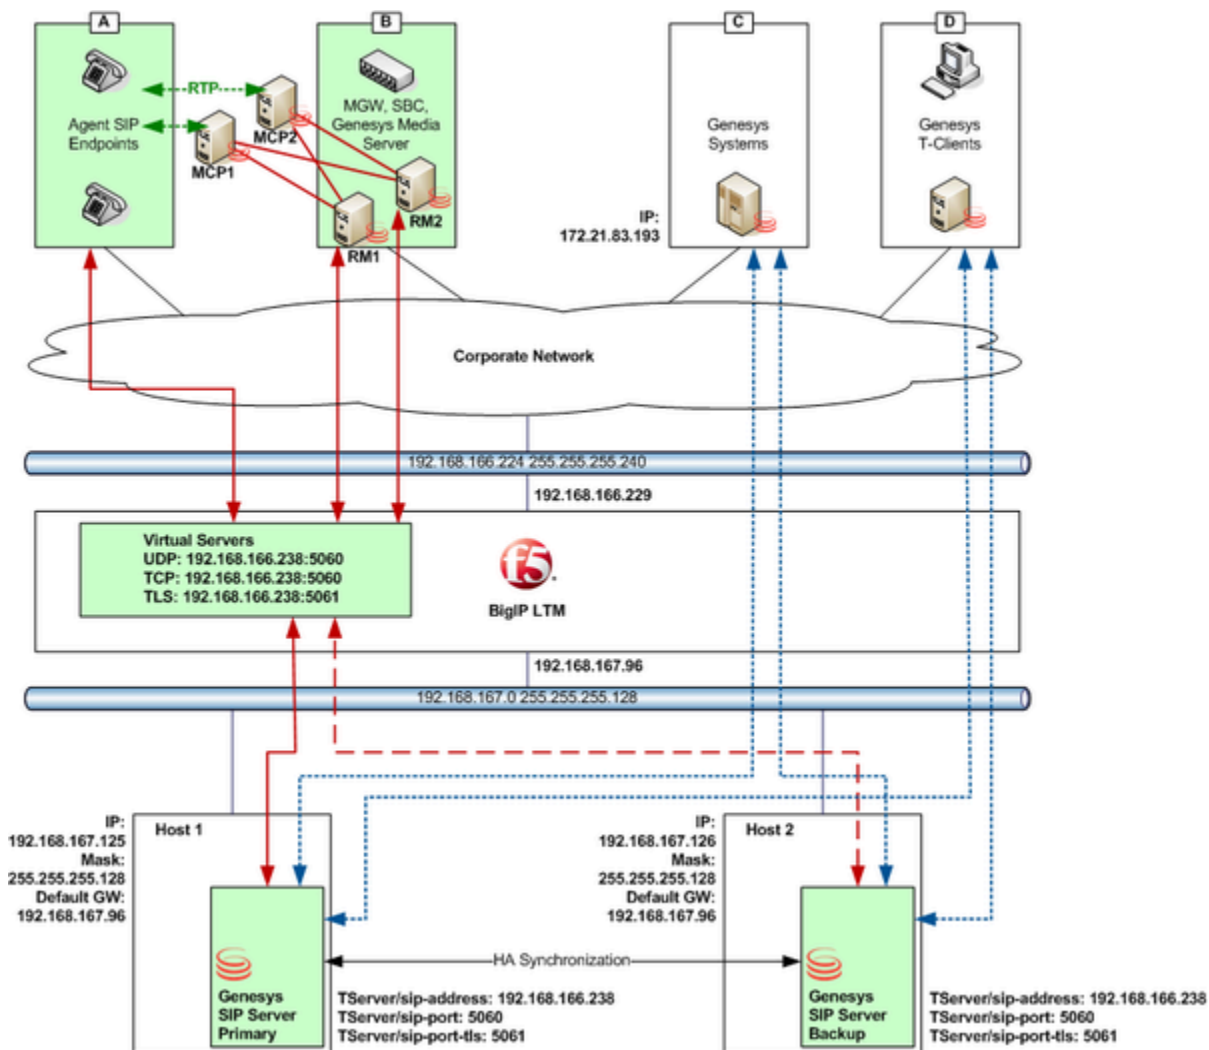 A
B
C
D
RTP
Agent SIP
Endpoints
MCP2
MCP1
MGW, SBC,
Genesys Media
Server
RM2
RM1
Genesys
Systems
IP:
172.21.83.193
Genesys
T-Clients
Corporate Network
192.168.166.224 255.255.255.240
192.168.166.229
Virtual Servers
UDP: 192.168.166.238:5060
TCP: 192.168.166.238:5060
TLS: 192.168.166.238:5061
f5
BigIP LTM
192.168.167.96
192.168.167.0 255.255.255.128
IP:
192.168.167.125
Mask:
255.255.255.128
Default GW:
192.168.167.96
Host 1
Genesys
SIP Server
Primary
HA Synchronization
TServer/sip-address: 192.168.166.238
TServer/sip-port: 5060
TServer/sip-port-tls: 5061
IP:
192.168.167.126
Mask:
255.255.255.128
Default GW:
192.168.167.96
Host 2
Genesys
SIP Server
Backup
TServer/sip-address: 192.168.166.238
TServer/sip-port: 5060
TServer/sip-port-tls: 5061